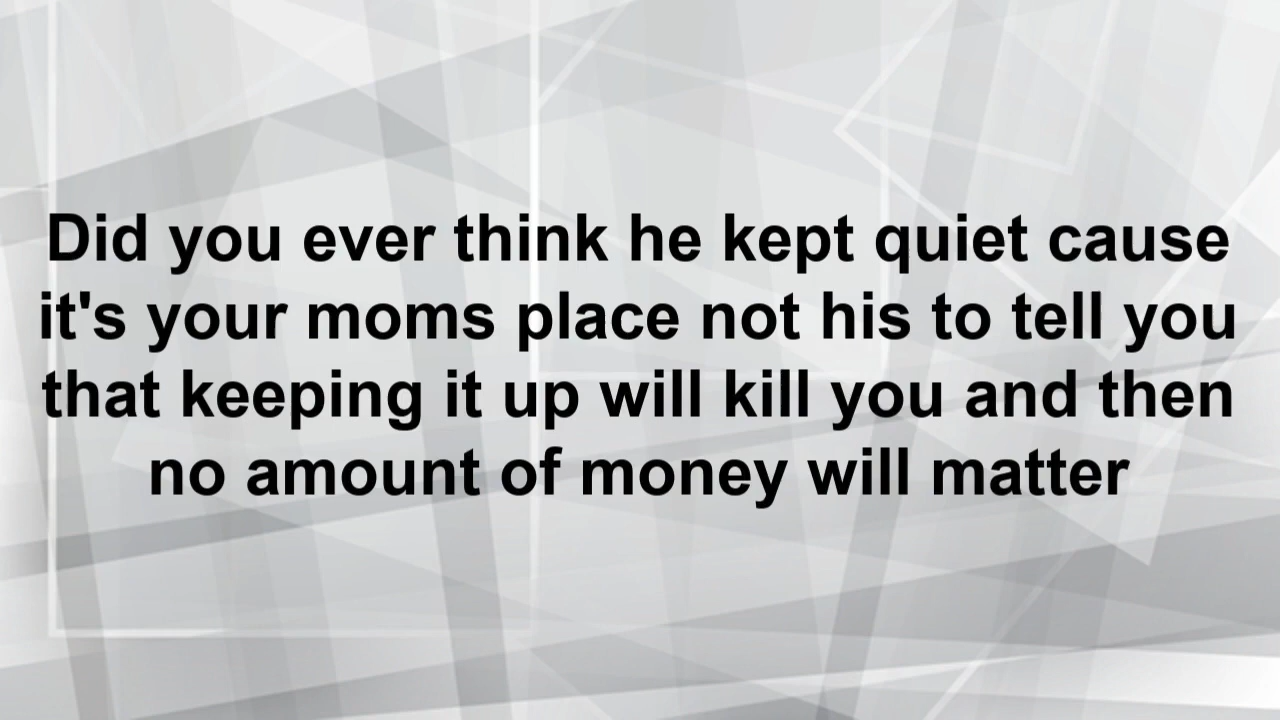 Did you ever think he kept quiet cause
it's your moms place not his to tell you
that keeping it up will kill you and then
no amount of money will matter